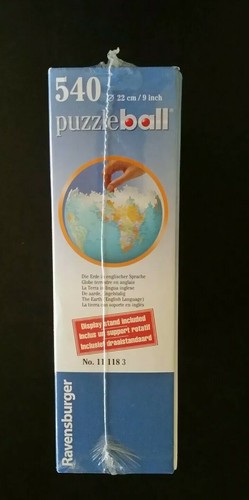 540 Ø 22 cm / 9 inch
puzzleball®
Die Erde in englischer Sprache
Globe terrestre en anglais
La Terra in lingua inglese
De aarde, Engelstalig
The Earth (English Language)
La tierra con soporte en inglés
Display stand included
Inclus un support rotatif
Inclusief draaistandaard
No. 11 118 3
Ravensburger